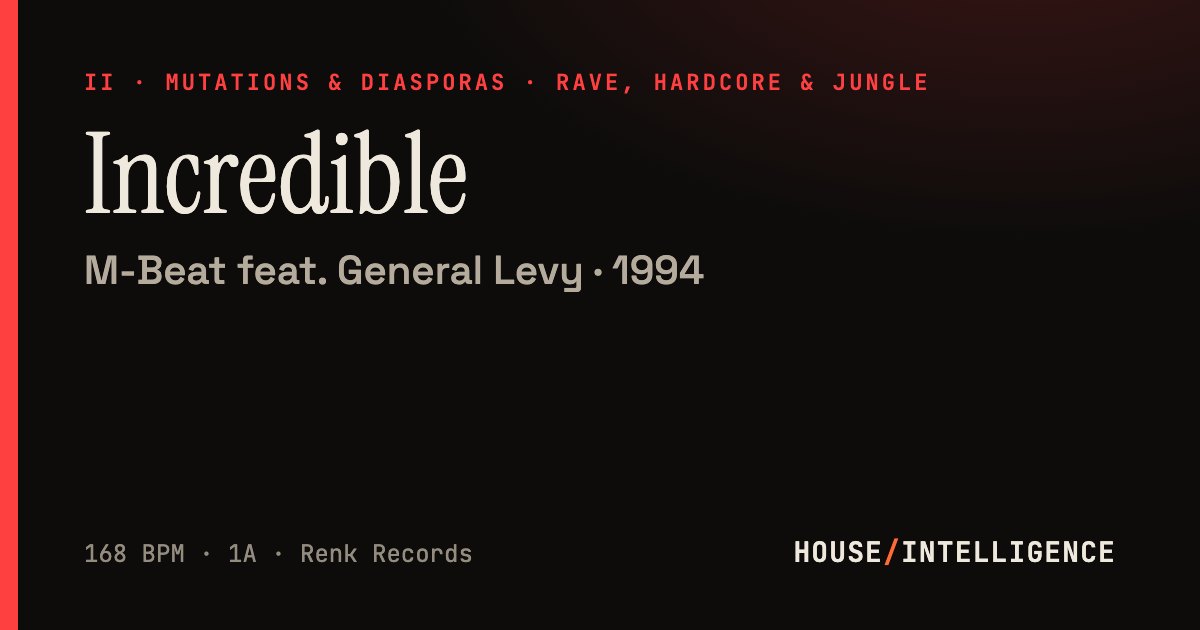 II · MUTATIONS & DIASPORAS · RAVE, HARDCORE & JUNGLE
Incredible
M-Beat feat. General Levy · 1994
168 BPM · 1A · Renk Records
HOUSE/INTELLIGENCE